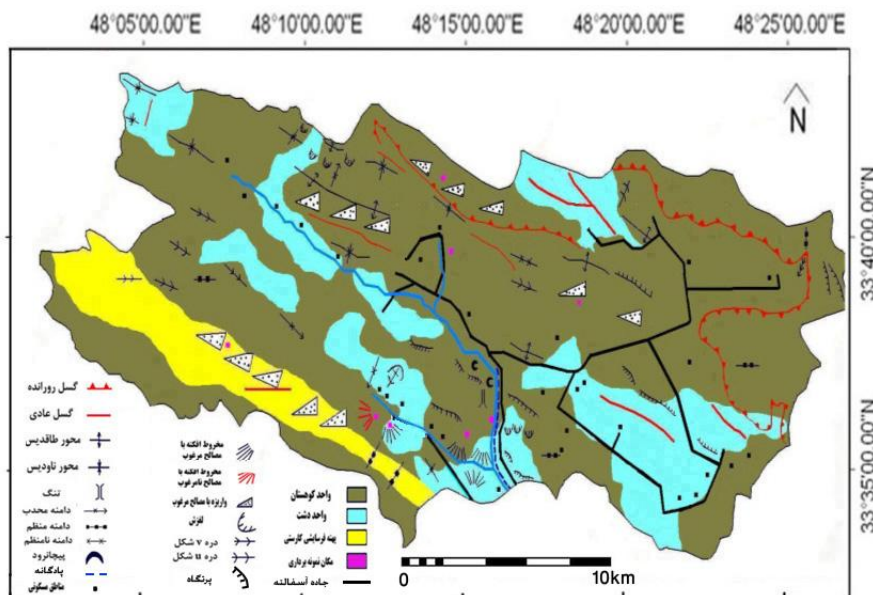 48°05'00.00"E 48°10'00.00"E 48°15'00.00"E 48°20'00.00"E 48°25'00.00"E
N
33°40'00.00"N
33°35'00.00"N
گسل رورانده
گسل عادی
محور طاقدیس
محور ناودیس
تنگ
دامنه محدب
دامنه منظم
دامنه نامنظم
پیچانرود
پادگانه
مناطق مسکونی
مخروط افکنه با
مصالح مرغوب
مخروط افکنه با
مصالح نامرغوب
واریزه با مصالح مرغوب
لغزش
دره v شکل
دره u شکل
پرتگاه
واحد کوهستان
واحد دشت
پهنه فرسایشی کارستی
مکان نمونه برداری
جاده آسفالته
0 10km